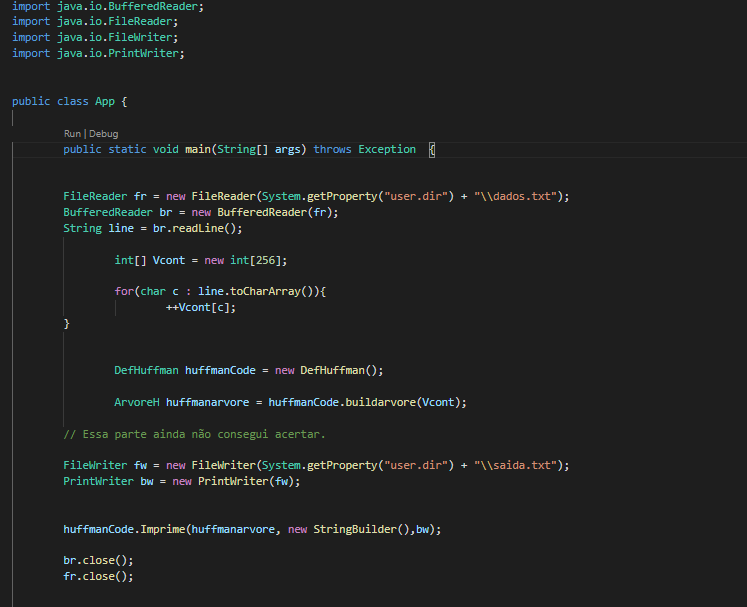 import java.io.BufferedReader;
import java.io.FileReader;
import java.io.FileWriter;
import java.io.PrintWriter;
public class App {
Run | Debug
public static void main(String[] args) throws Exception {
FileReader fr = new FileReader(System.getProperty("user.dir") + "\\dados.txt");
BufferedReader br = new BufferedReader(fr);
String line = br.readLine();
int[] Vcont = new int[256];
for(char c : line.toCharArray()){
++Vcont[c];
}
DefHuffman huffmanCode = new DefHuffman();
ArvoreH huffmanarvore = huffmanCode.buildarvore(Vcont);
// Essa parte ainda não consegui acertar.
FileWriter fw = new FileWriter(System.getProperty("user.dir") + "\\saida.txt");
PrintWriter bw = new PrintWriter(fw);
huffmanCode.Imprime(huffmanarvore, new StringBuilder(),bw);
br.close();
fr.close();